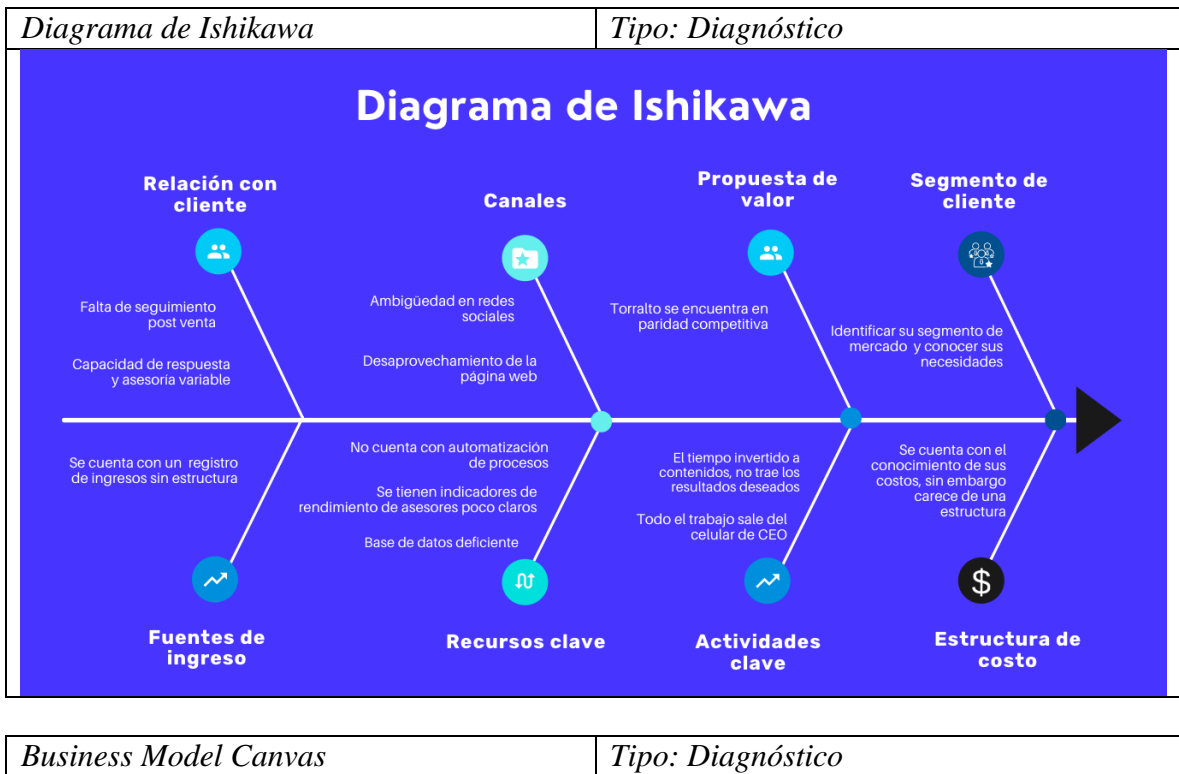 Diagrama de Ishikawa
Tipo: Diagnóstico
Diagrama de Ishikawa
Relación con
cliente
Canales
Propuesta de
valor
Segmento de
cliente
Falta de seguimiento
post venta
Capacidad de respuesta
y asesoría variable
Ambigüedad en redes
sociales
Desaprovechamiento de la
página web
Torralto se encuentra en
paridad competitiva
Identificar su segmento de
mercado y conocer sus
necesidades
Se cuenta con un registro
de ingresos sin estructura
No cuenta con automatización
de procesos
Se tienen indicadores de
rendimiento de asesores poco claros
Base de datos deficiente
El tiempo invertido a
contenidos, no trae los
resultados deseados
Todo el trabajo sale del
celular de CEO
Se cuenta con el
conocimiento de sus
costos, sin embargo
carece de una
estructura
$
Fuentes de
ingreso
Recursos clave
Actividades
clave
Estructura de
costo
Business Model Canvas
Tipo: Diagnóstico